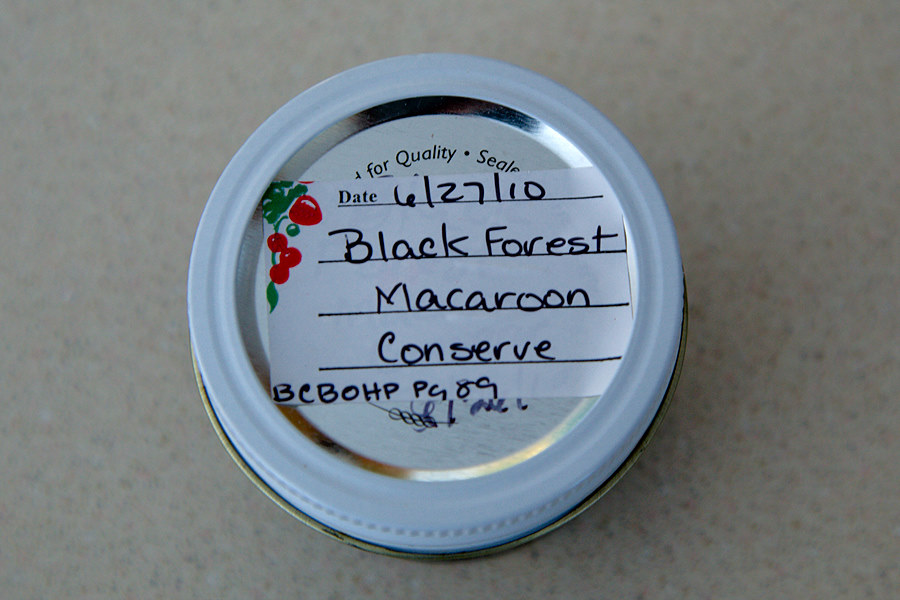 for Quality • Seale
Date 6/27/10
Black Forest
Macaroon
Conserve
BCBOHP Pg 89